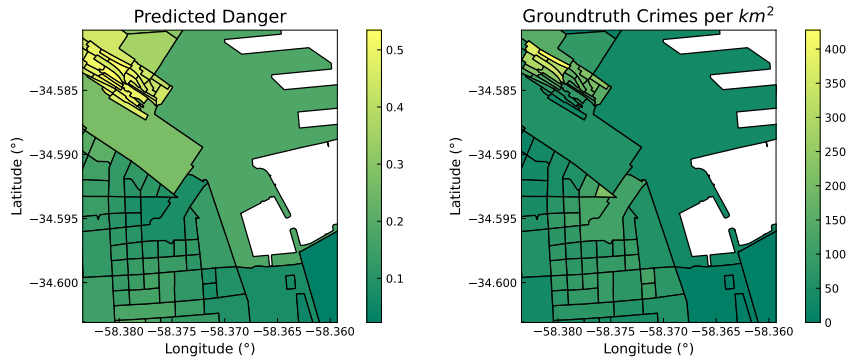 Predicted Danger
Latitude (°)
−34.585
−34.590
−34.595
−34.600
−58.380 −58.375 −58.370 −58.365 −58.360
Longitude (°)
0.5
0.4
0.3
0.2
0.1
Groundtruth Crimes per km²
Latitude (°)
−34.585
−34.590
−34.595
−34.600
−58.380 −58.375 −58.370 −58.365 −58.360
Longitude (°)
400
350
300
250
200
150
100
50
0